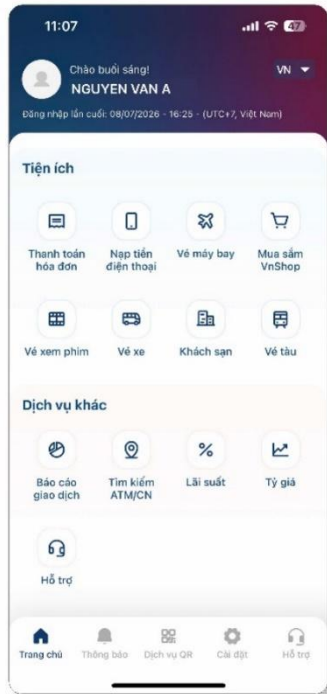 11:07
47
Chào buổi sáng!
VN
NGUYEN VAN A
Đăng nhập lần cuối: 08/07/2026 - 16:25 - (UTC+7, Việt Nam)
Tiện ích
Thanh toán
hóa đơn
Nạp tiền
điện thoại
Vé máy bay
Mua sắm
VnShop
Vé xem phim
Vé xe
Khách sạn
Vé tàu
Dịch vụ khác
Báo cáo
giao dịch
Tìm kiếm
ATM/CN
Lãi suất
Tỷ giá
Hỗ trợ
Trang chủ
Thông báo
Dịch vụ QR
Cài đặt
Hỗ trợ